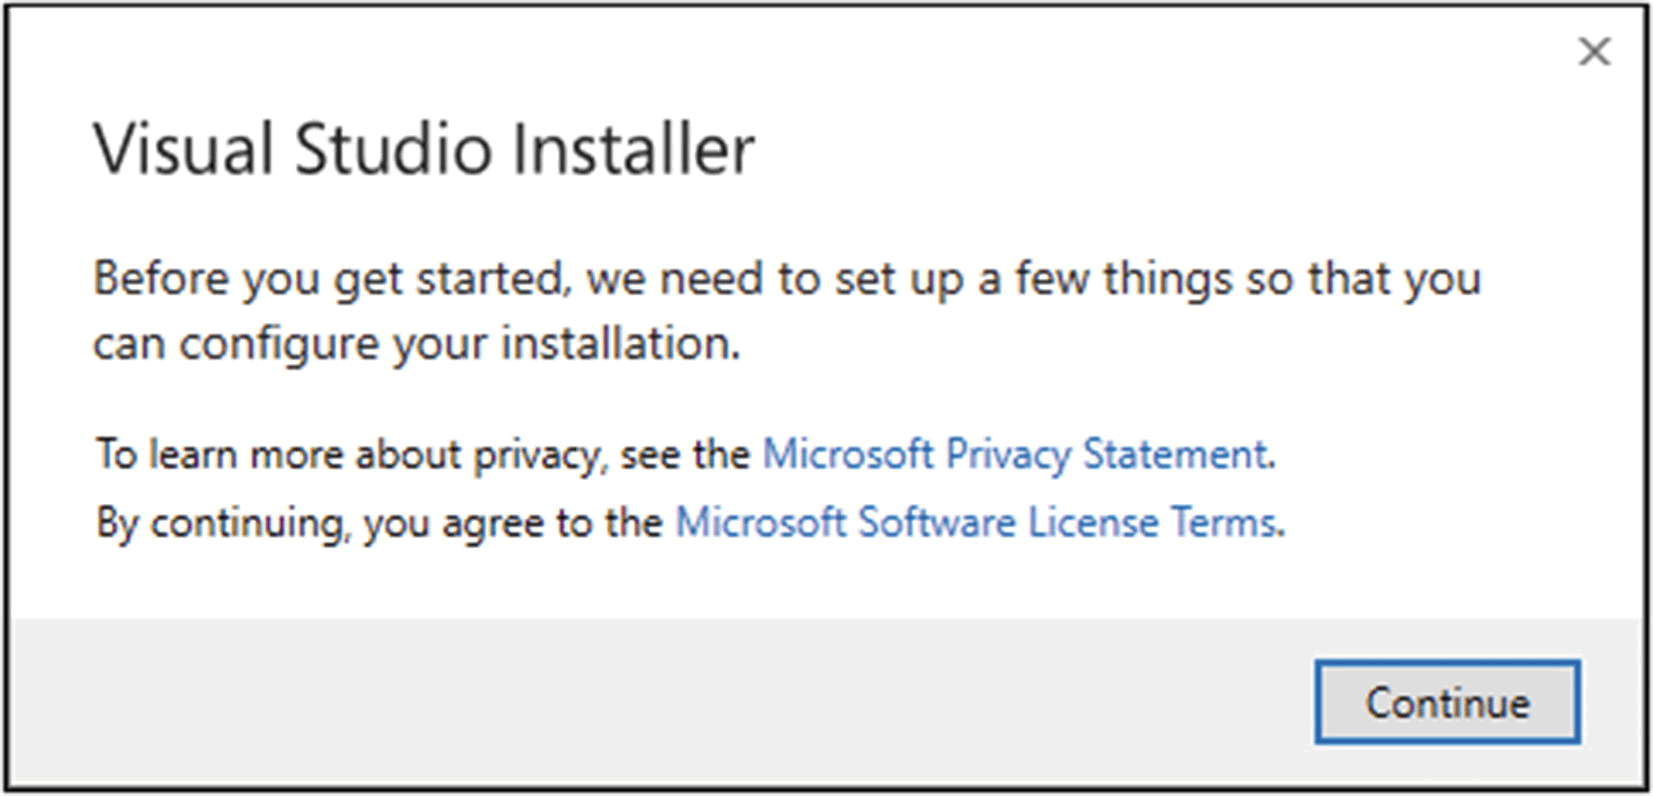 Visual Studio Installer
Before you get started, we need to set up a few things so that you
can configure your installation.
To learn more about privacy, see the Microsoft Privacy Statement.
By continuing, you agree to the Microsoft Software License Terms.
Continue